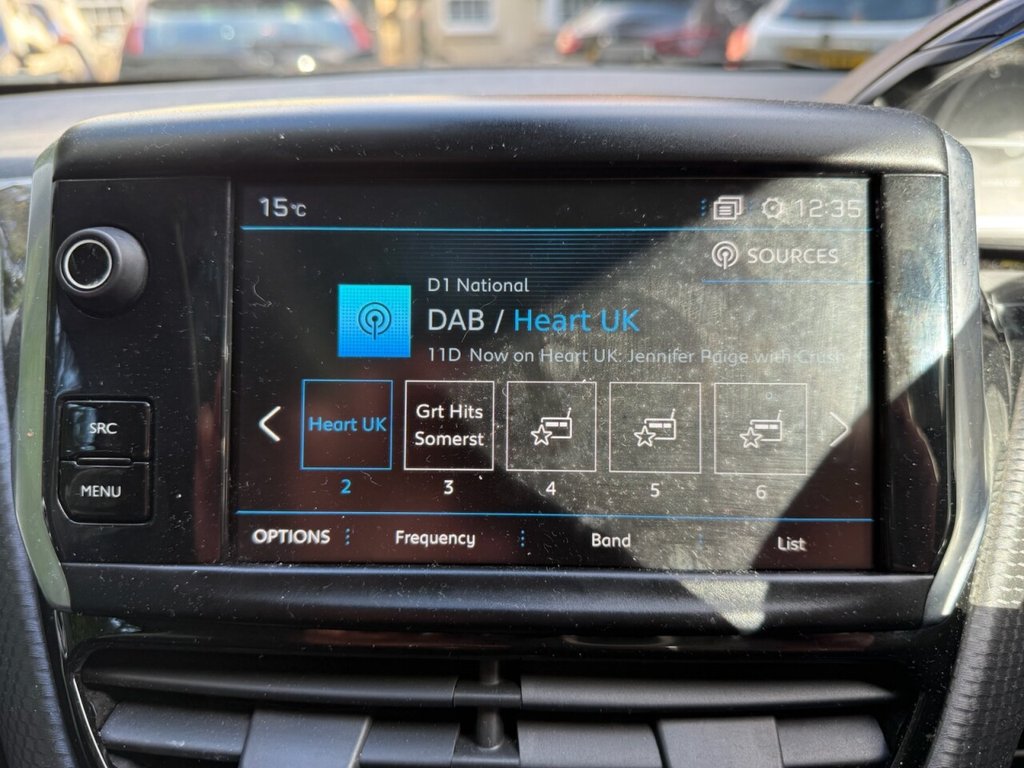 15°C
12:35
SOURCES
D1 National
DAB / Heart UK
11D Now on Heart UK: Jennifer Paige with Crush
SRC
MENU
Heart UK
Grt Hits
Somerst
2
3
4
5
6
OPTIONS
Frequency
Band
List